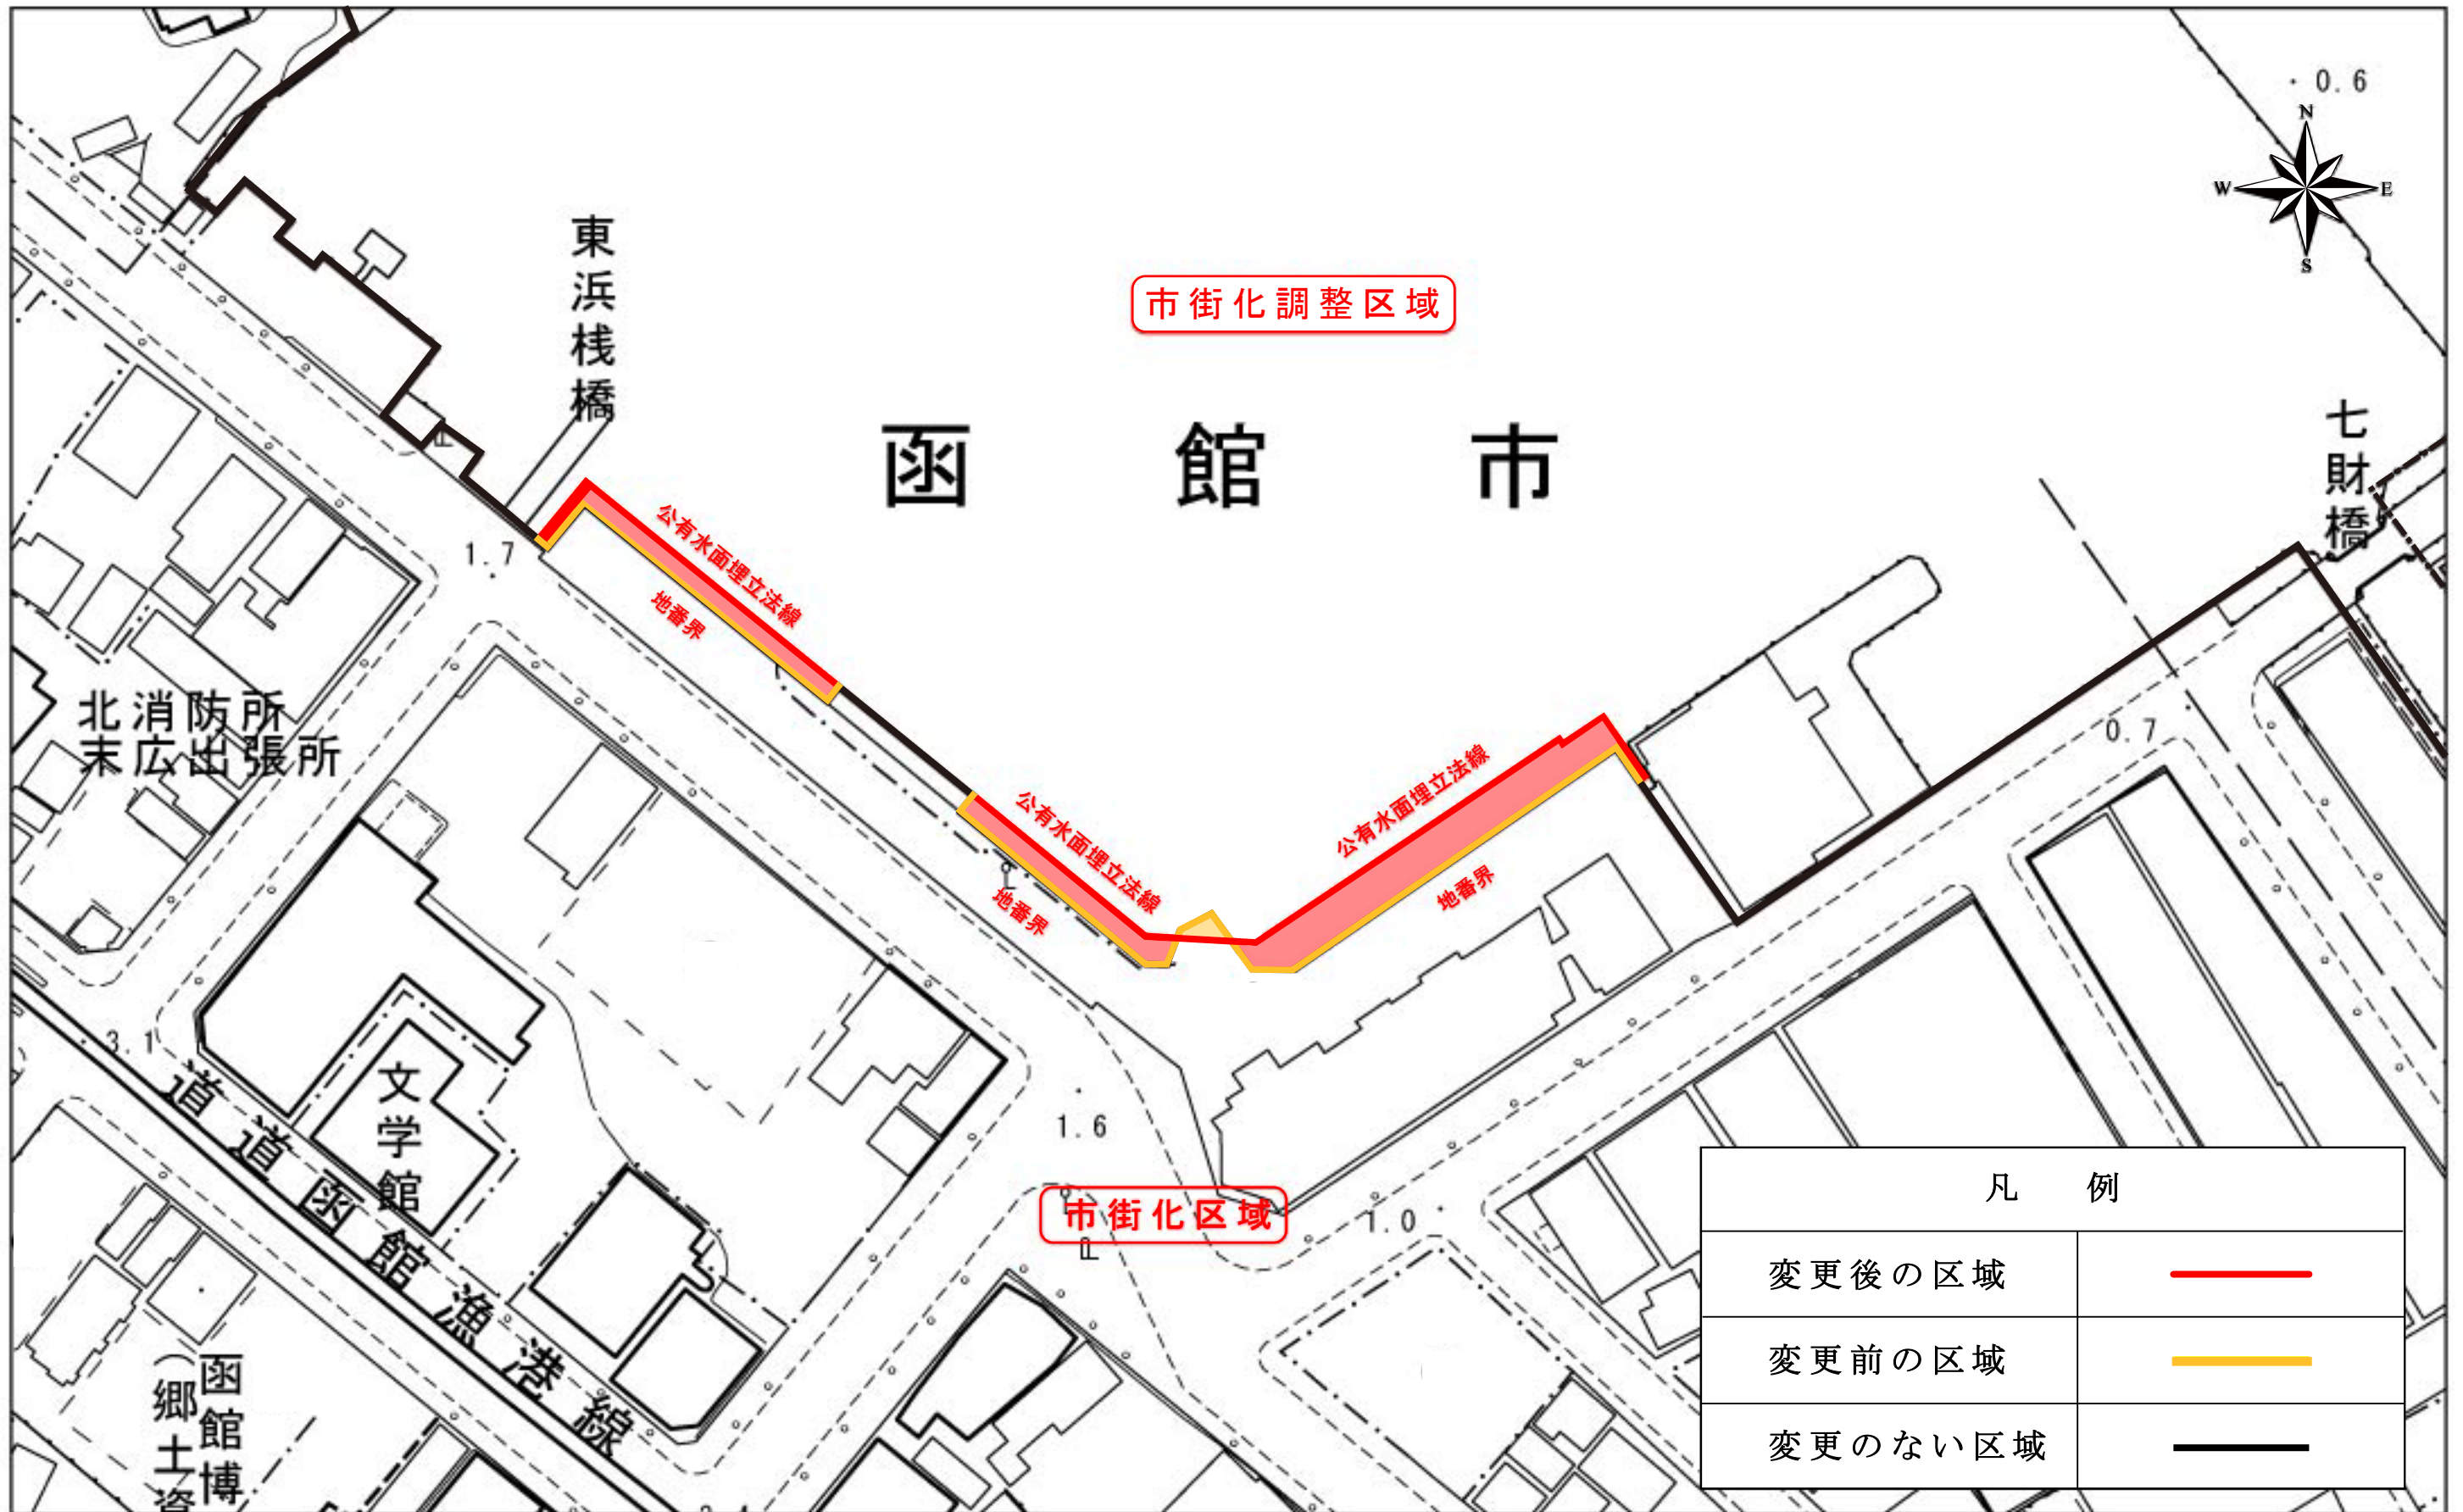 0.6
N
W
E
S
東浜桟橋
市街化調整区域
函館市
七財橋
1.7
公有水面埋立法線
地番界
北消防所
末広出張所
0.7
公有水面埋立法線
地番界
公有水面埋立法線
地番界
3.1
文学館
道道函館漁港線
1.6
市街化区域
1.0
函館博
(郷土資
凡例
変更後の区域
変更前の区域
変更のない区域